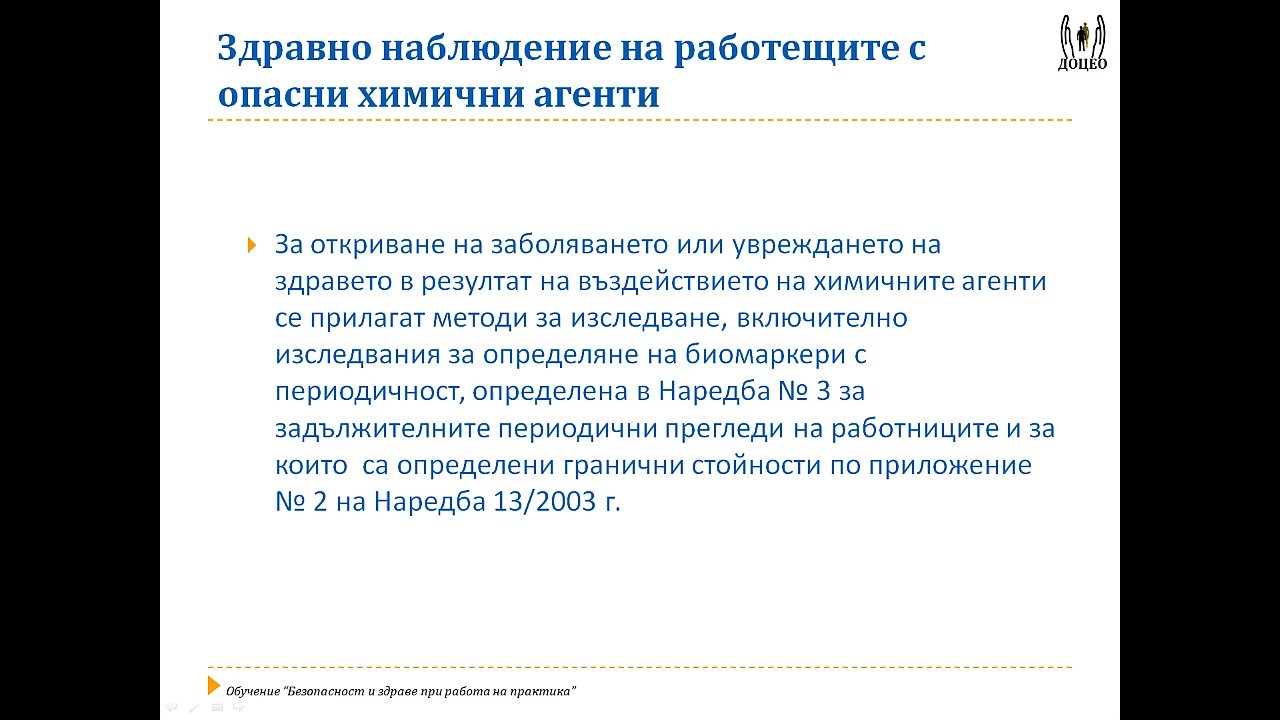 Здравно наблюдение на работещите с
опасни химични агенти
ДОЦЕО
За откриване на заболяването или увреждането на
здравето в резултат на въздействието на химичните агенти
се прилагат методи за изследване, включително
изследвания за определяне на биомаркери с
периодичност, определена в Наредба № 3 за
задължителните периодични прегледи на работниците и за
които са определени гранични стойности по приложение
№ 2 на Наредба 13/2003 г.
Обучение “Безопасност и здраве при работа на практика”